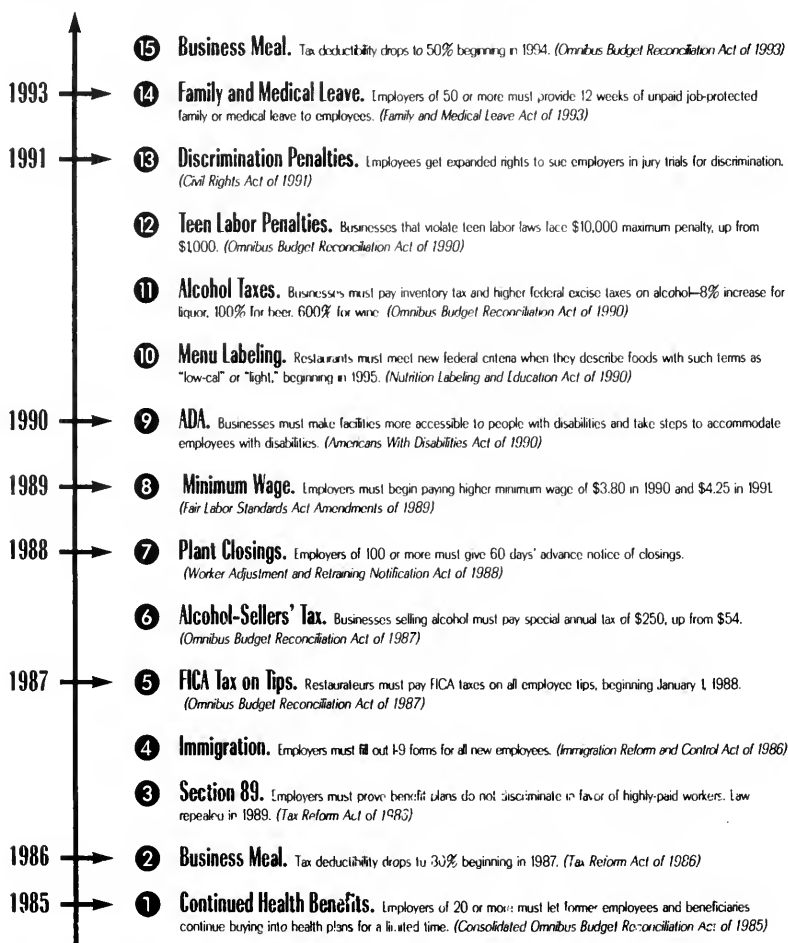 15 Business Meal. Tax deductibility drops to 50% beginning in 1994. (Omnibus Budget Reconciliation Act of 1993)
1993 14 Family and Medical Leave. Employers of 50 or more must provide 12 weeks of unpaid job-protected
family or medical leave to employees. (Family and Medical Leave Act of 1993)
1991 13 Discrimination Penalties. Employees get expanded rights to sue employers in jury trials for discrimination.
(Civil Rights Act of 1991)
12 Teen Labor Penalties. Businesses that violate teen labor laws face $10,000 maximum penalty, up from
$1,000. (Omnibus Budget Reconciliation Act of 1990)
11 Alcohol Taxes. Businesses must pay inventory tax and higher federal excise taxes on alcohol—8% increase for
liquor, 100% for beer, 600% for wine (Omnibus Budget Reconciliation Act of 1990)
10 Menu Labeling. Restaurants must meet new federal criteria when they describe foods with such terms as
"low-cal" or "light," beginning in 1995. (Nutrition Labeling and Education Act of 1990)
1990 9 ADA. Businesses must make facilities more accessible to people with disabilities and take steps to accommodate
employees with disabilities. (Americans With Disabilities Act of 1990)
1989 8 Minimum Wage. Employers must begin paying higher minimum wage of $3.80 in 1990 and $4.25 in 1991
(Fair Labor Standards Act Amendments of 1989)
1988 7 Plant Closings. Employers of 100 or more must give 60 days' advance notice of closings.
(Worker Adjustment and Retraining Notification Act of 1988)
6 Alcohol-Sellers' Tax. Businesses selling alcohol must pay special annual tax of $250, up from $54.
(Omnibus Budget Reconciliation Act of 1987)
1987 5 FICA Tax on Tips. Restaurateurs must pay FICA taxes on all employee tips, beginning January 1, 1988.
(Omnibus Budget Reconciliation Act of 1987)
4 Immigration. Employers must fill out I-9 forms for all new employees. (Immigration Reform and Control Act of 1986)
3 Section 89. Employers must prove benefit plans do not discriminate in favor of highly-paid workers. Law
repealed in 1989. (Tax Reform Act of 1986)
1986 2 Business Meal. Tax deductibility drops to beginning in 1987. (Tax Reform Act of 1986)
1985 1 Continued Health Benefits. Employers of 20 or more must let former employees and beneficiaries
continue buying into health plans for a limited time. (Consolidated Omnibus Budget Reconciliation Act of 1985)